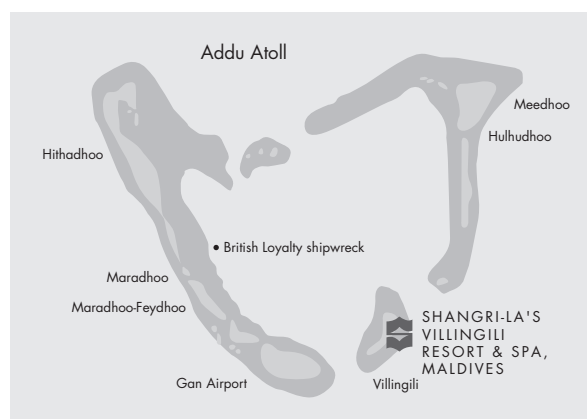 Addu Atoll
Meedhoo
Hulhudhoo
Hithadhoo
British Loyalty shipwreck
Maradhoo
Maradhoo-Feydhoo
SHANGRI-LA'S
VILLINGILI
RESORT & SPA,
MALDIVES
Gan Airport
Villingili